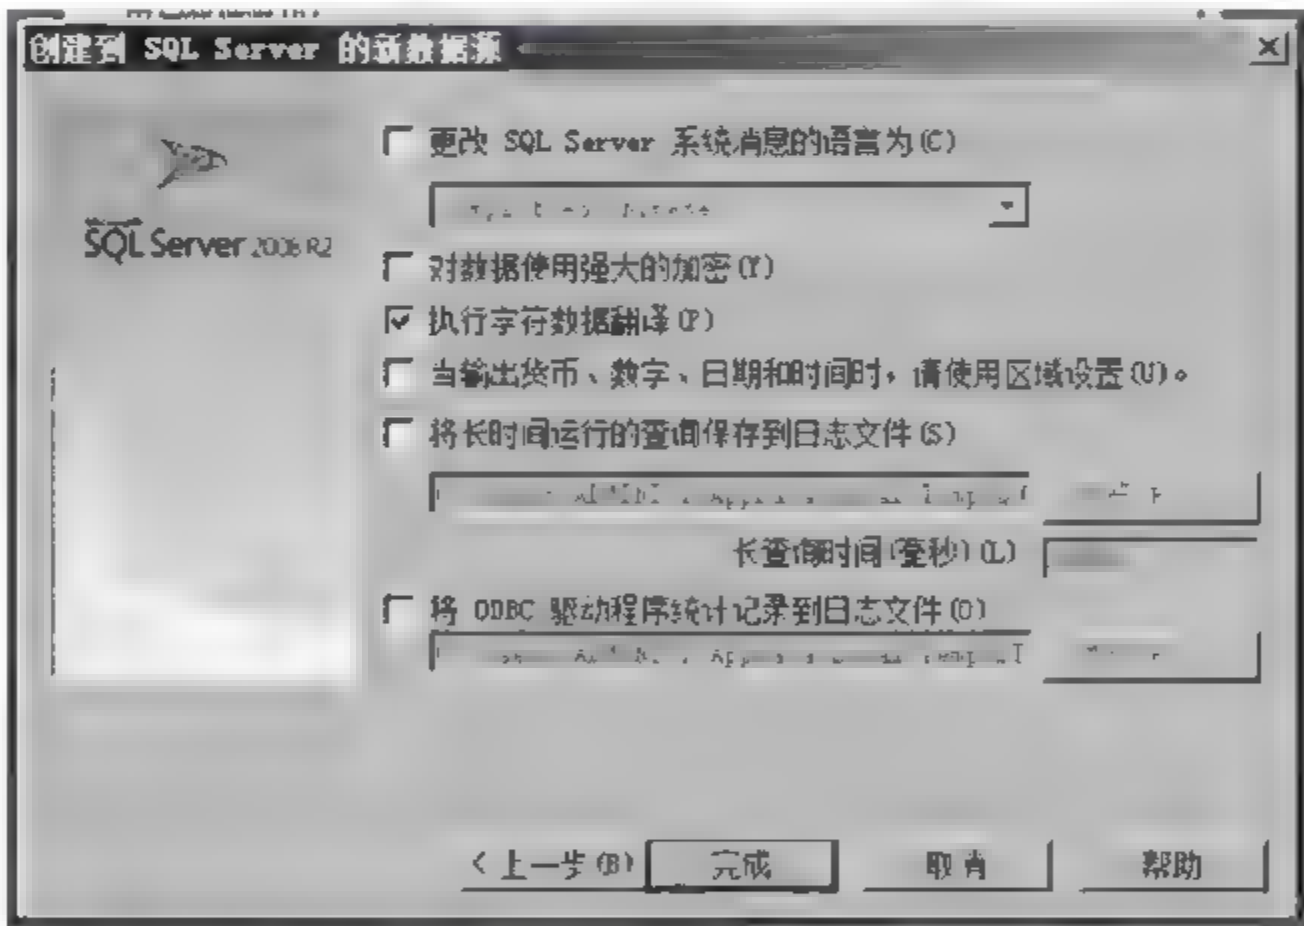 创建到 SQL Server 的新数据源
SQL Server 2008 R2
更改 SQL Server 系统消息的语言为(C)
对数据使用强大的加密(Y)
执行字符数据翻译(P)
当输出货币、数字、日期和时间时,请使用区域设置(U)。
将长时间运行的查询保存到日志文件(S)
长查询时间(毫秒)(L)
将 ODBC 驱动程序统计记录到日志文件(O)
< 上一步(B)
完成
取消
帮助